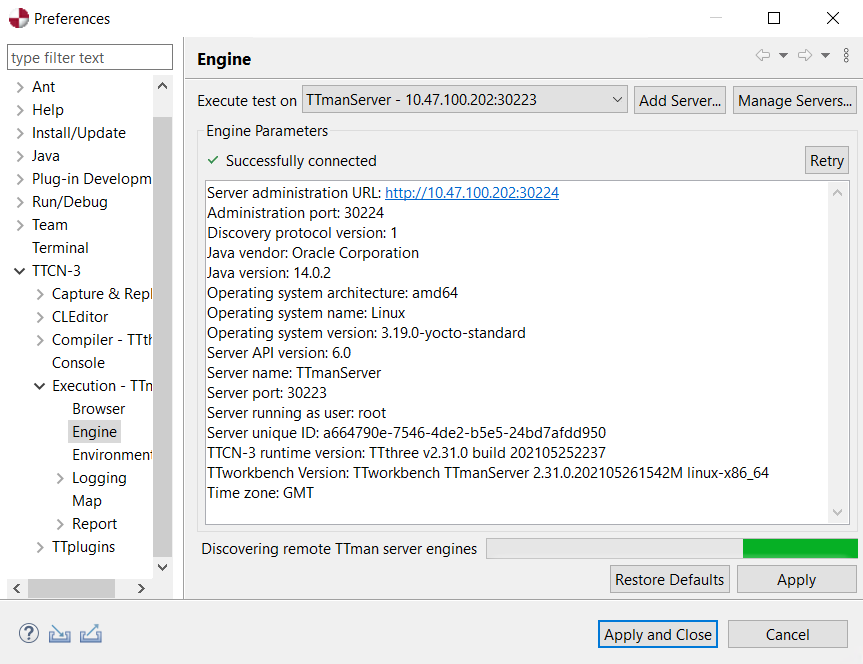 Preferences
type filter text
Ant
Help
Install/Update
Java
Plug-in Developm
Run/Debug
Team
Terminal
TTCN-3
Capture & Repl
CLEditor
Compiler - TTth
Console
Execution - TTm
Browser
Engine
Environment
Logging
Map
Report
TTplugins
Engine
Execute test on TTmanServer - 10.47.100.202:30223 Add Server... Manage Servers...
Engine Parameters
Successfully connected Retry
Server administration URL: http://10.47.100.202:30224
Administration port: 30224
Discovery protocol version: 1
Java vendor: Oracle Corporation
Java version: 14.0.2
Operating system architecture: amd64
Operating system name: Linux
Operating system version: 3.19.0-yocto-standard
Server API version: 6.0
Server name: TTmanServer
Server port: 30223
Server running as user: root
Server unique ID: a664790e-7546-4de2-b5e5-24bd7afdd950
TTCN-3 runtime version: TTthree v2.31.0 build 202105252237
TTworkbench Version: TTworkbench TTmanServer 2.31.0.202105261542M linux-x86_64
Time zone: GMT
Discovering remote TTman server engines
Restore Defaults Apply
Apply and Close Cancel